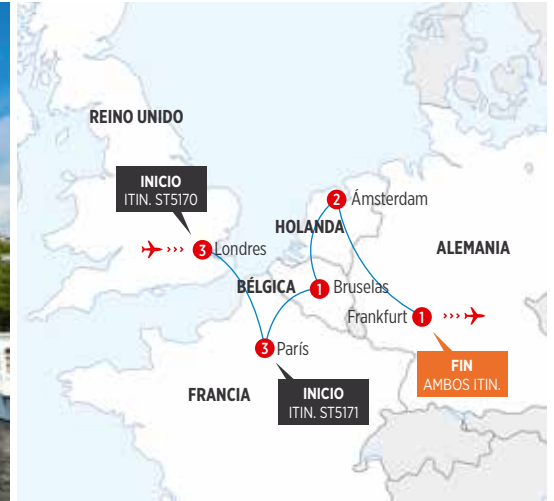 REINO UNIDO
INICIO
ITIN. ST5170
3 Londres
2 Ámsterdam
HOLANDA
ALEMANIA
BÉLGICA
1 Bruselas
Frankfurt 1
3 París
FIN
AMBOS ITIN.
FRANCIA
INICIO
ITIN. ST5171